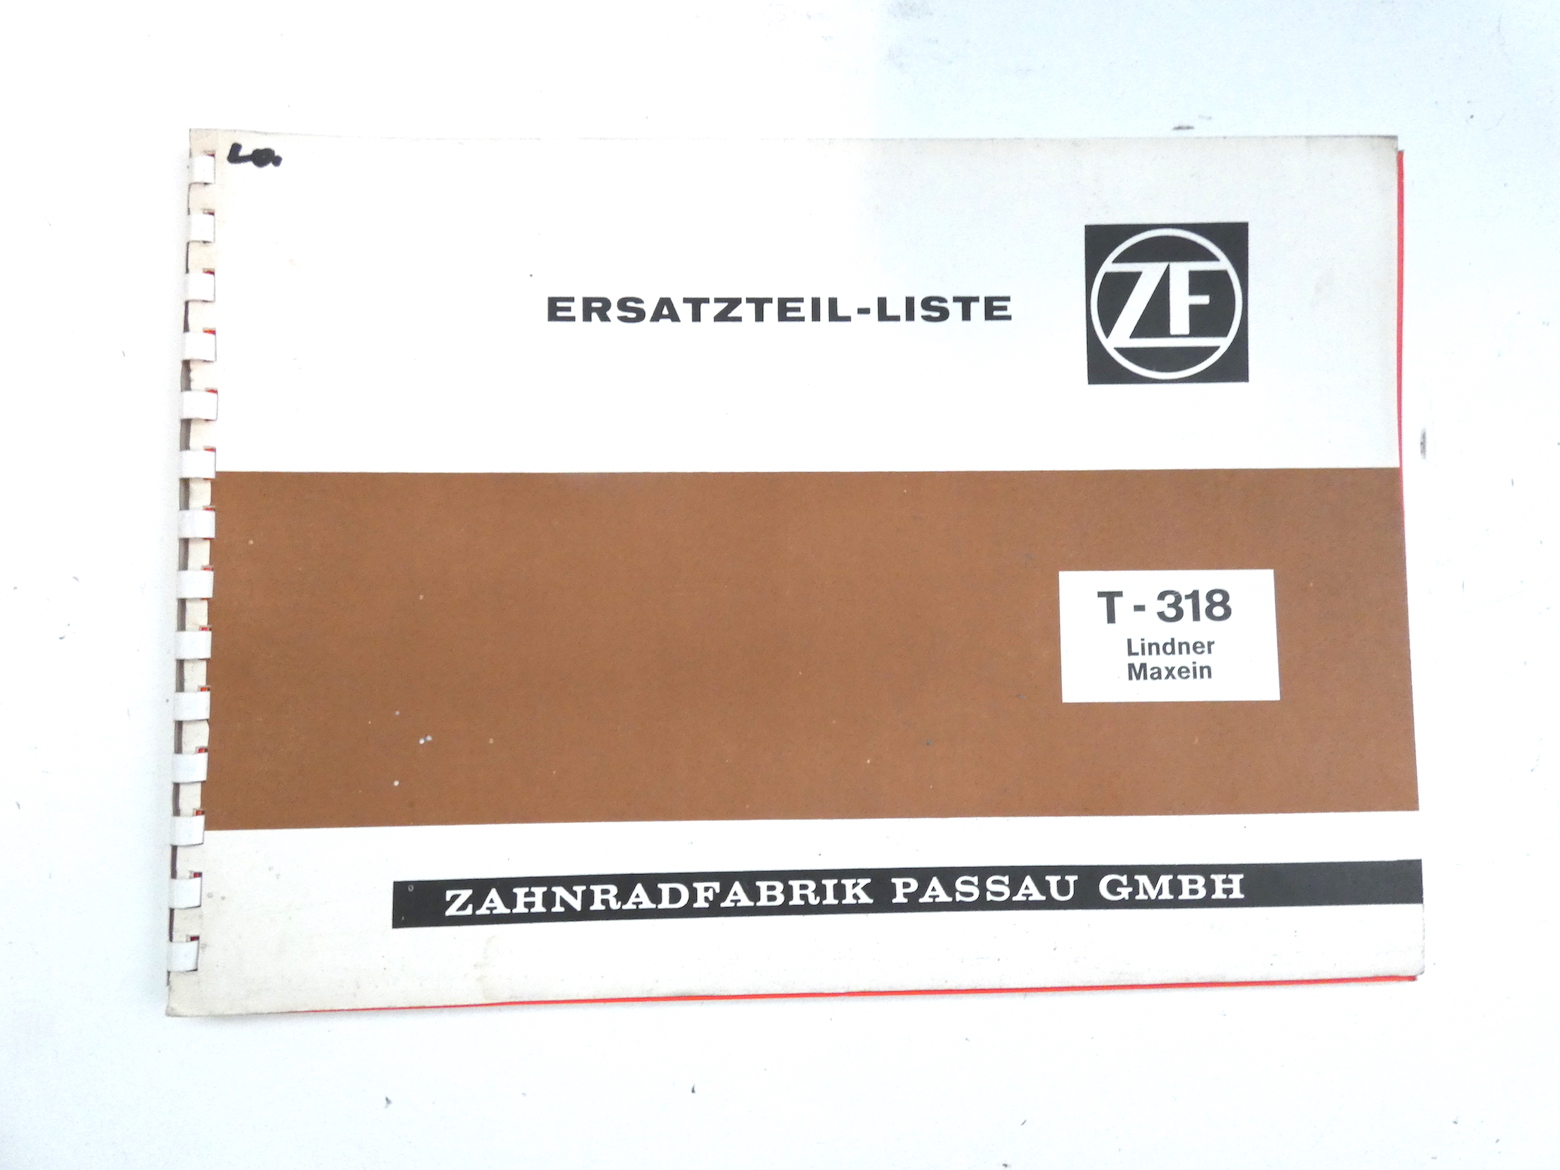 ERSATZTEIL-LISTE
ZF
T - 318
Lindner
Maxein
ZAHNRADFABRIK PASSAU GMBH